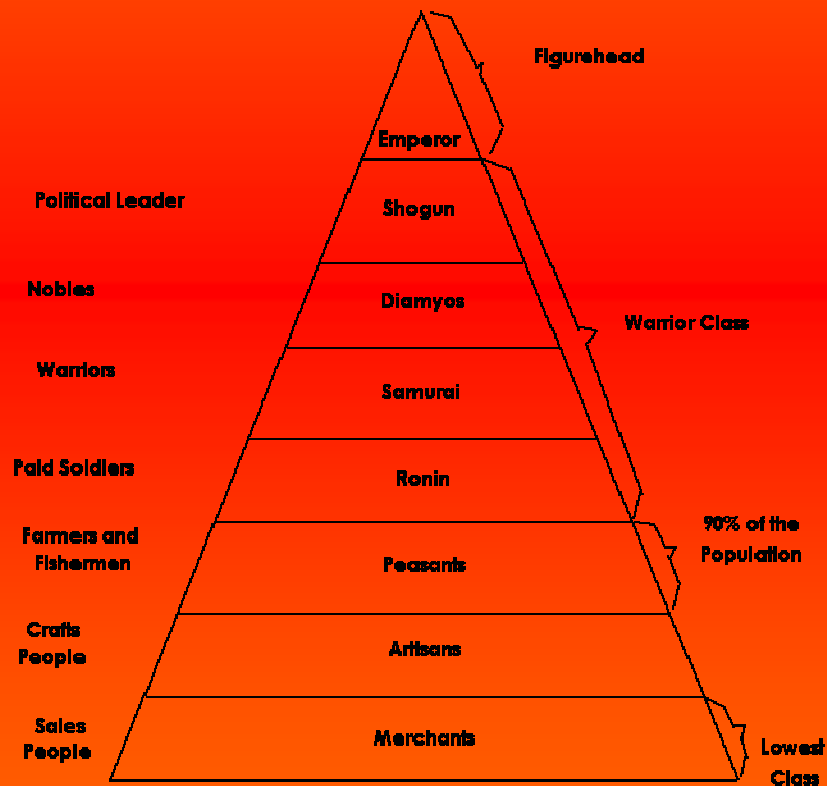 Figurehead
Emperor
Political Leader
Shogun
Nobles
Diamyos
Warrior Class
Warriors
Samurai
Paid Soldiers
Ronin
90% of the
Population
Farmers and
Fishermen
Peasants
Crafts
People
Artisans
Sales
People
Merchants
Lowest
Class